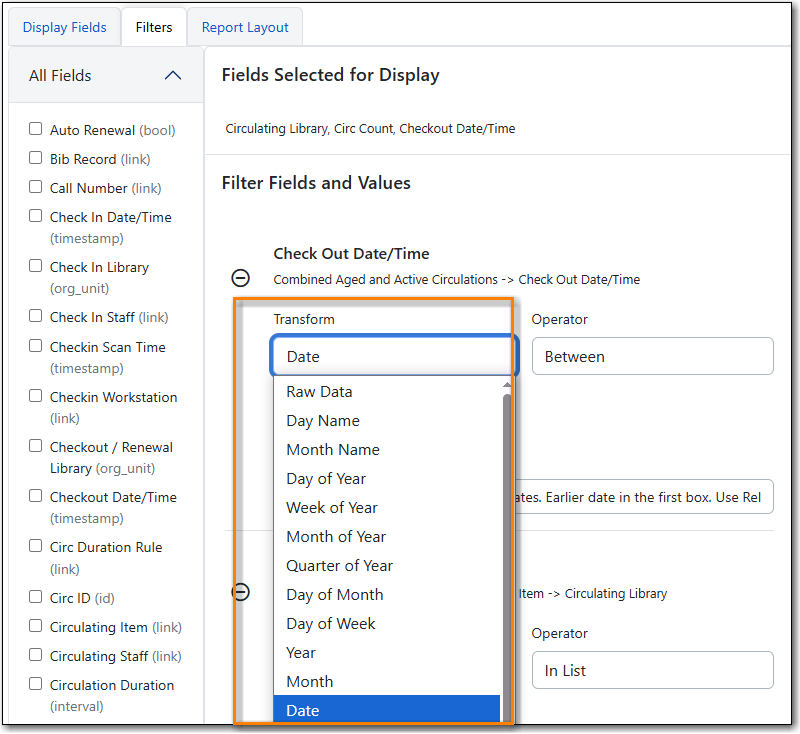 Display Fields
Filters
Report Layout
All Fields
Auto Renewal (bool)
Bib Record (link)
Call Number (link)
Check In Date/Time
(timestamp)
Check In Library
(org_unit)
Check In Staff (link)
Checkin Scan Time
(timestamp)
Checkin Workstation
(link)
Checkout / Renewal
Library (org_unit)
Checkout Date/Time
(timestamp)
Circ Duration Rule
(link)
Circ ID (id)
Circulating Item (link)
Circulating Staff (link)
Circulation Duration
(interval)
Fields Selected for Display
Circulating Library, Circ Count, Checkout Date/Time
Filter Fields and Values
Check Out Date/Time
Combined Aged and Active Circulations -> Check Out Date/Time
Transform
Date
Raw Data
Day Name
Month Name
Day of Year
Week of Year
Month of Year
Quarter of Year
Day of Month
Day of Week
Year
Month
Date
Operator
Between
Earlier date in the first box. Use Rel
Item -> Circulating Library
Operator
In List